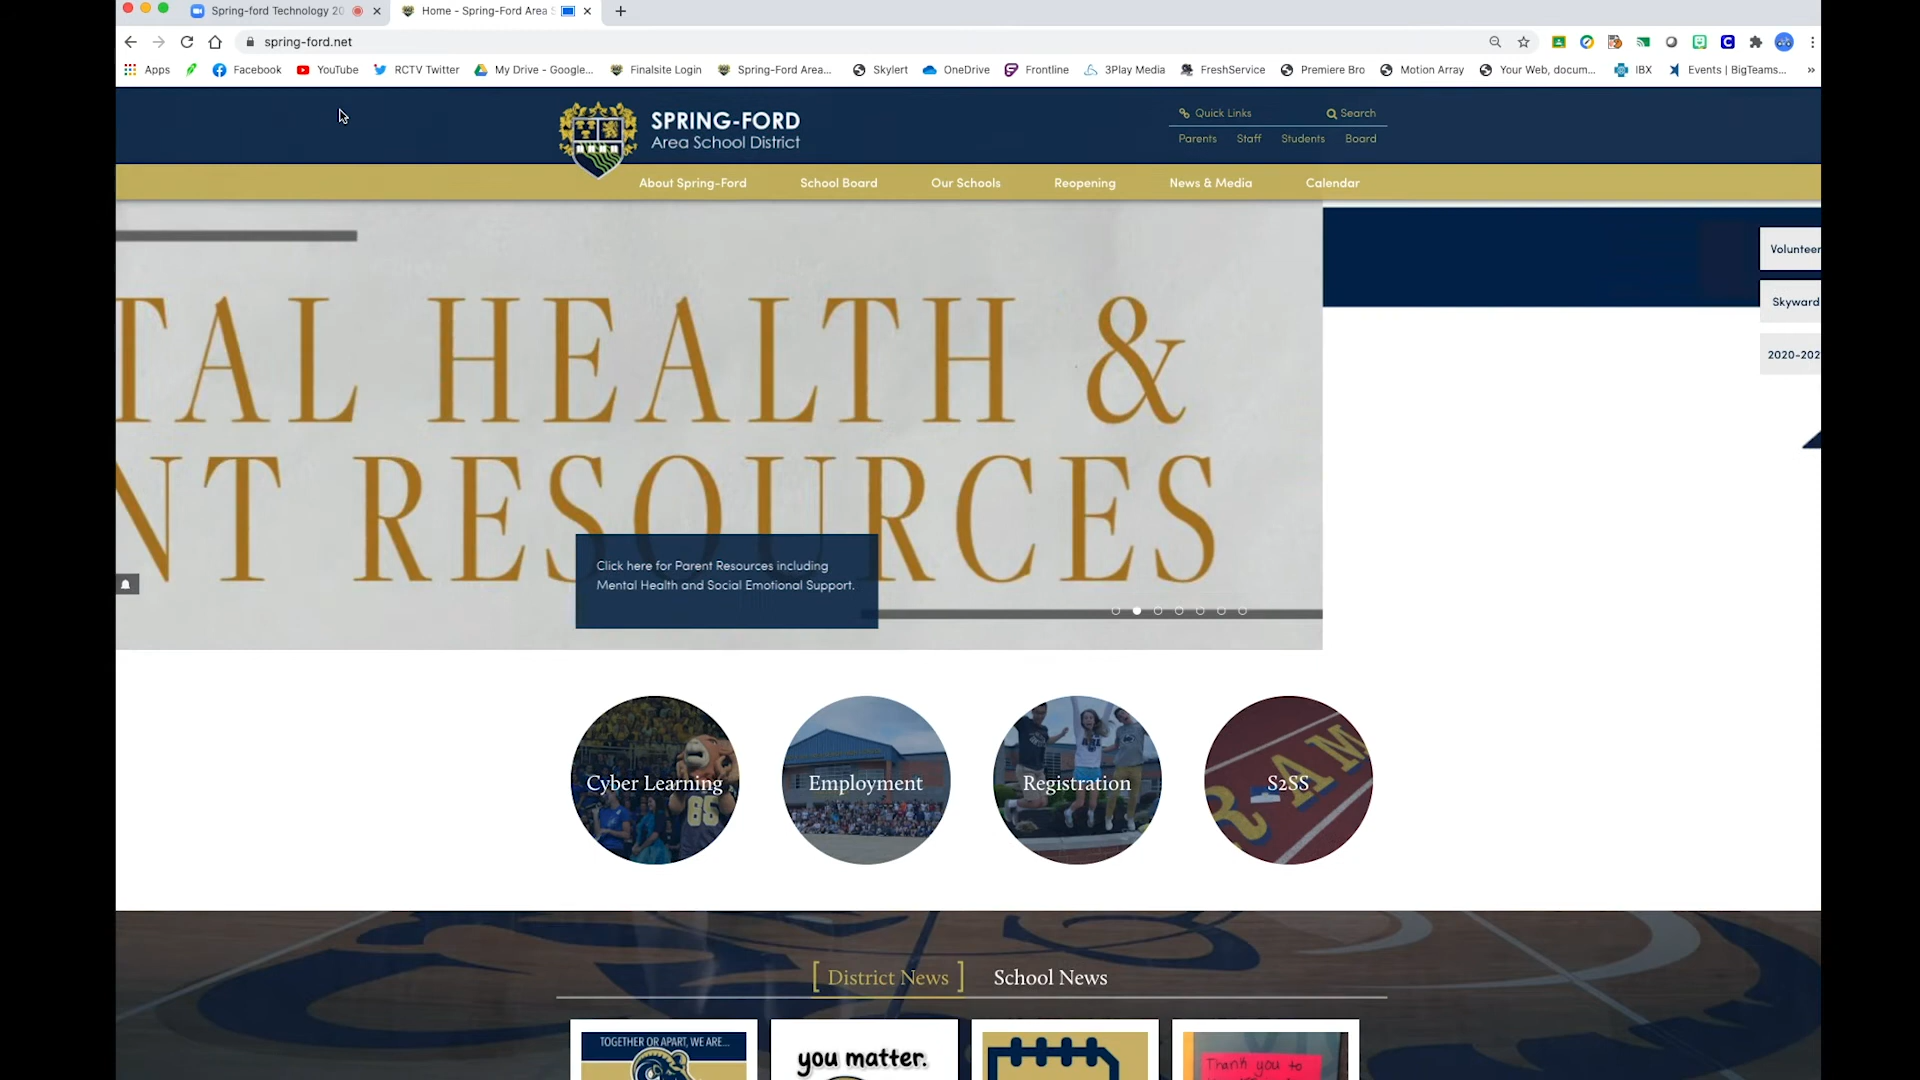 Spring-ford Technology 20
Home - Spring-Ford Area S
spring-ford.net
Apps
Facebook
YouTube
RCTV Twitter
My Drive - Google...
Finalsite Login
Spring-Ford Area...
Skylert
OneDrive
Frontline
3Play Media
FreshService
Premiere Bro
Motion Array
Your Web, docum...
IBX
Events | BigTeams...
»
SPRING-FORD
Area School District
Quick Links
Search
Parents
Staff
Students
Board
About Spring-Ford
School Board
Our Schools
Reopening
News & Media
Calendar
TAL HEALTH &
NT RESOURCES
Volunteer
Skyward
2020-202
Click here for Parent Resources including
Mental Health and Social Emotional Support.
Cyber Learning
85
Employment
Registration
S2SS
RAM
[ District News ]
School News
TOGETHER OR APART, WE ARE...
you matter.
Thank you to